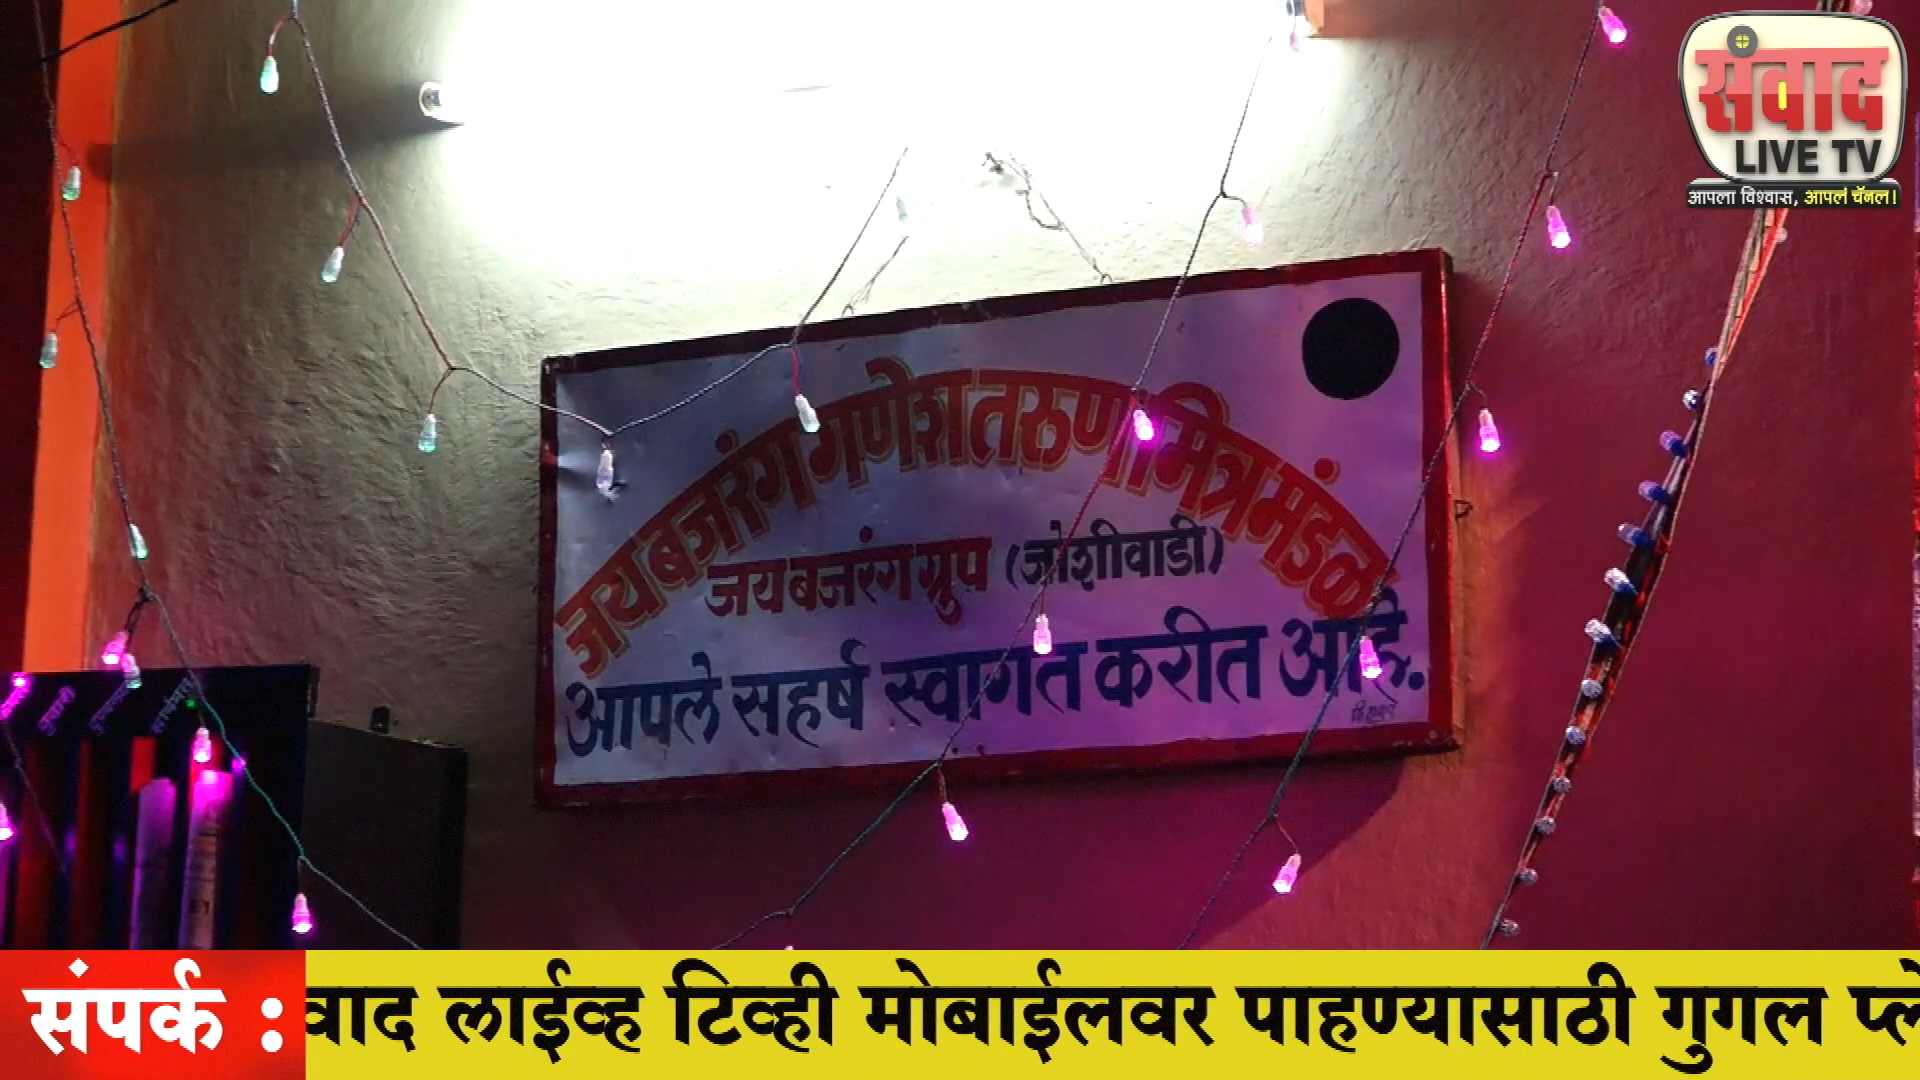 संवाद
LIVE TV
आपला विश्वास, आपलं चॅनल!
जय बजरंग गणेश तरुण मित्र मंडळ
जय बजरंग ग्रुप (जोशीवाडी)
आपले सहर्ष स्वागत करीत आहे.
संपर्क : वाद लाईव्ह टिव्ही मोबाईलवर पाहण्यासाठी गुगल प्ले